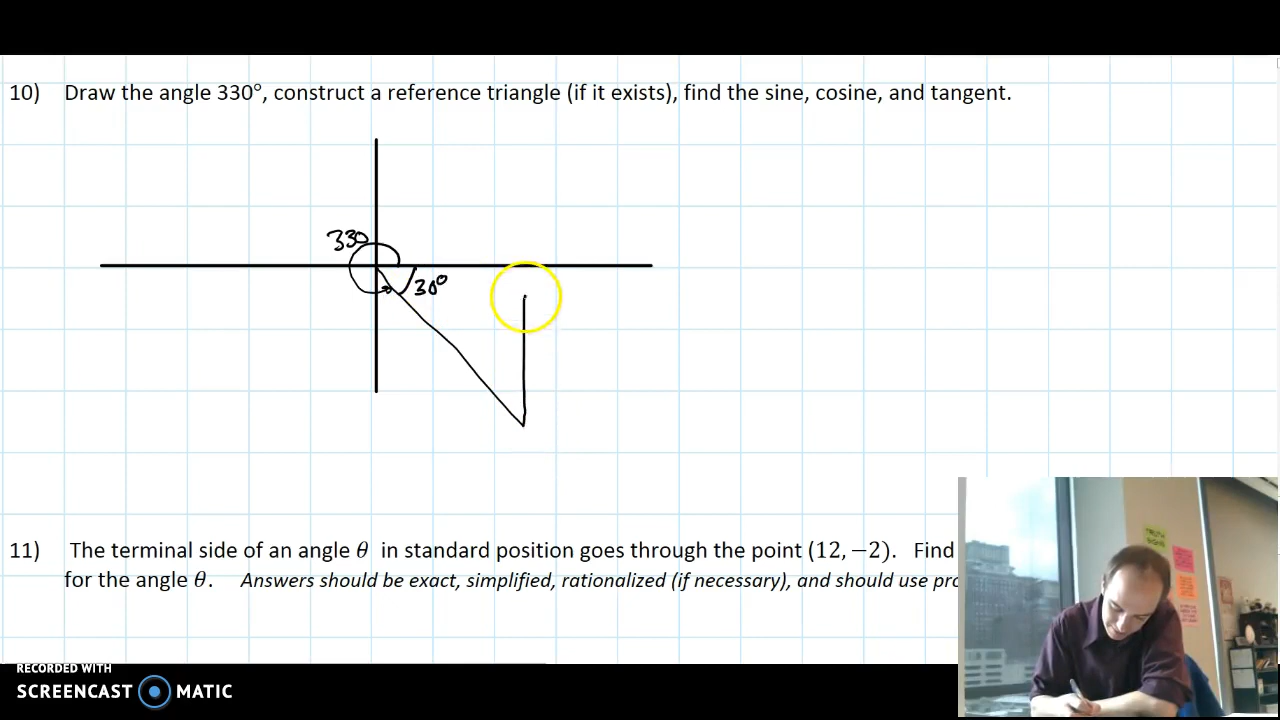 10) Draw the angle 330°, construct a reference triangle (if it exists), find the sine, cosine, and tangent.
330
30°
11) The terminal side of an angle θ in standard position goes through the point (12, −2). Find
for the angle θ. Answers should be exact, simplified, rationalized (if necessary), and should use pro
RECORDED WITH
SCREENCAST MATIC